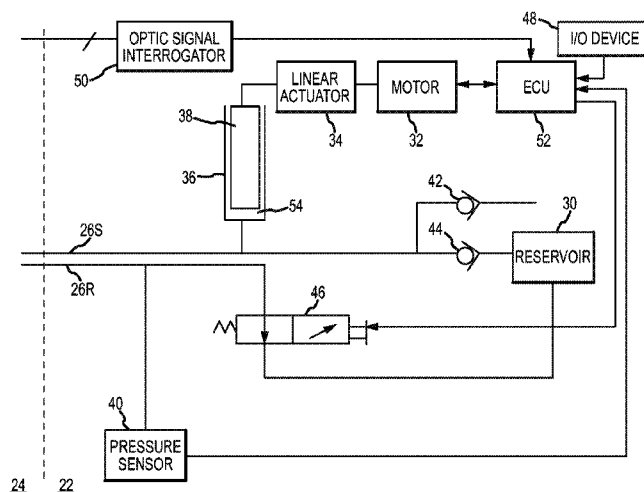 48
I/O DEVICE
OPTIC SIGNAL
INTERROGATOR
50
LINEAR
ACTUATOR
34
MOTOR
32
ECU
52
38
36
54
42
44
30
RESERVOIR
26S
26R
46
40
PRESSURE
SENSOR
24
22